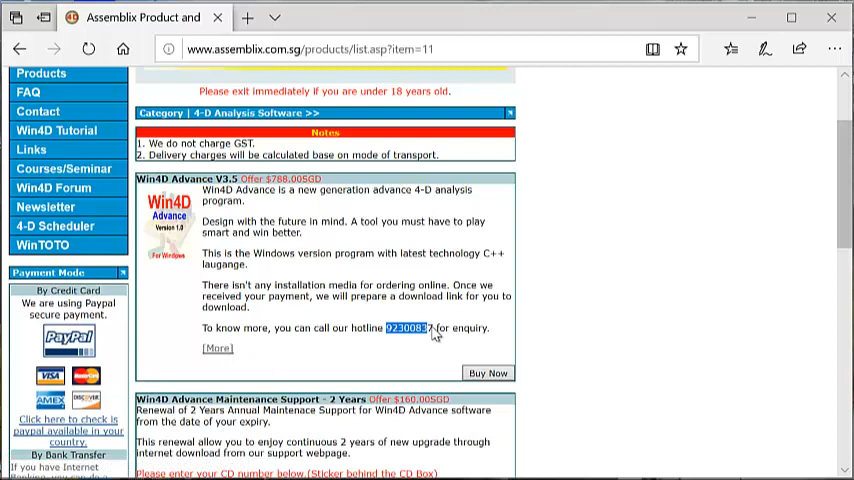 Assemblix Product and
www.assemblix.com.sg/products/list.asp?item=11
Products
FAQ
Contact
Win4D Tutorial
Links
Courses/Seminar
Win4D Forum
Newsletter
4-D Scheduler
WinTOTO
Payment Mode
By Credit Card
We are using Paypal
secure payment.
PayPal
VISA
MasterCard
AMEX
DISCOVER
Click here to check is
paypal available in your
country.
By Bank Transfer
If you have Internet
Please exit immediately if you are under 18 years old.
Category | 4-D Analysis Software >>
Notes
1. We do not charge GST.
2. Delivery charges will be calculated base on mode of transport.
Win4D Advance V3.5 Offer $788.00SGD
Win4D
Advance
Version 1.0
For Windows
Win4D Advance is a new generation advance 4-D analysis
program.
Design with the future in mind. A tool you must have to play
smart and win better.
This is the Windows version program with latest technology C++
laugange.
There isn't any installation media for ordering online. Once we
received your payment, we will prepare a download link for you to
download.
To know more, you can call our hotline 92300837 for enquiry.
[More]
Buy Now
Win4D Advance Maintenance Support - 2 Years Offer $160.00SGD
Renewal of 2 Years Annual Maintenace Support for Win4D Advance software
from the date of your expiry.
This renewal allow you to enjoy continuous 2 years of new upgrade through
internet download from our support webpage.
Please enter your CD number below.(Sticker behind the CD Box)